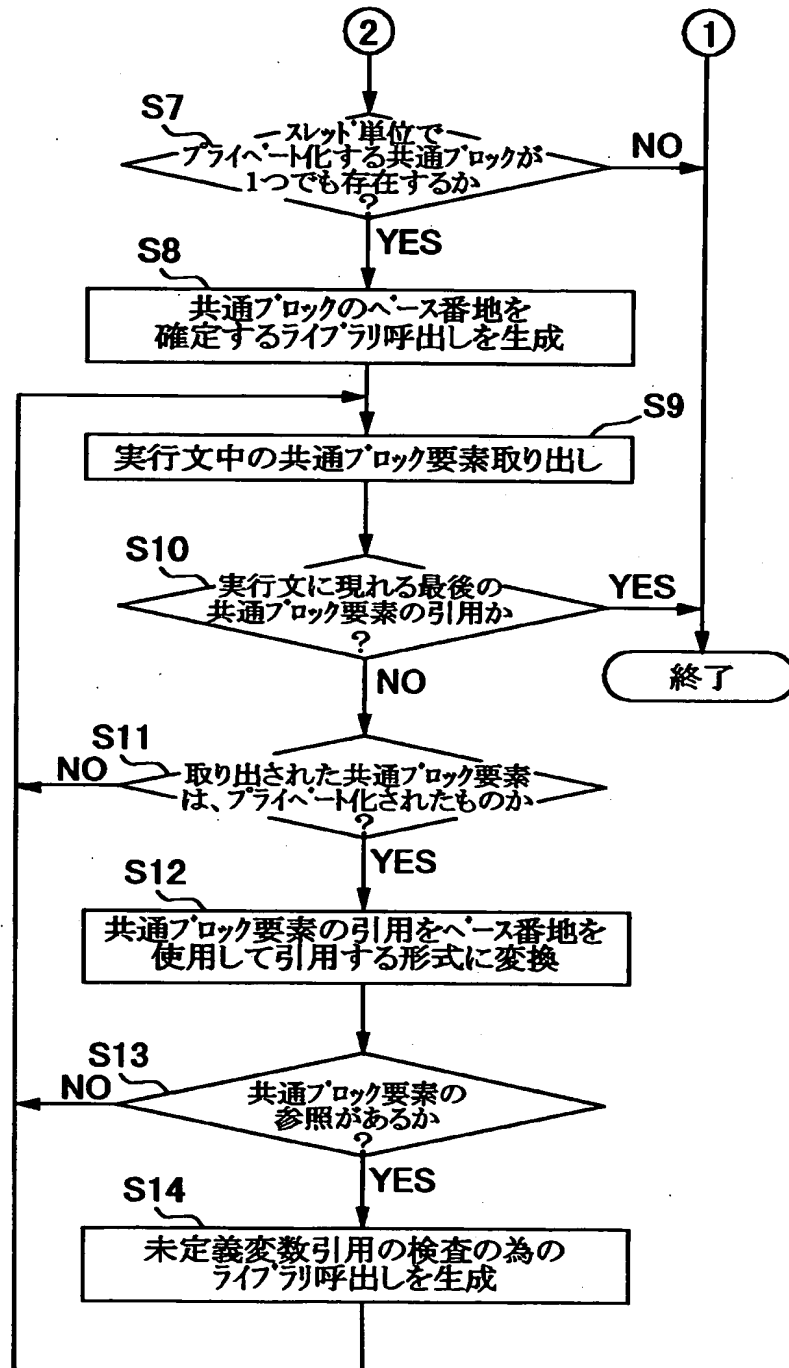 ②
①
S7
スレッド単位で
プライベート化する共通ブロックが
1つでも存在するか
?
NO
YES
S8
共通ブロックのベース番地を
確定するライブラリ呼出しを生成
S9
実行文中の共通ブロック要素取り出し
S10
実行文に現れる最後の
共通ブロック要素の引用か
?
YES
NO
終了
S11
NO
取り出された共通ブロック要素
は、プライベート化されたものか
?
YES
S12
共通ブロック要素の引用をベース番地を
使用して引用する形式に変換
S13
NO
共通ブロック要素の
参照があるか
?
YES
S14
未定義変数引用の検査の為の
ライブラリ呼出しを生成